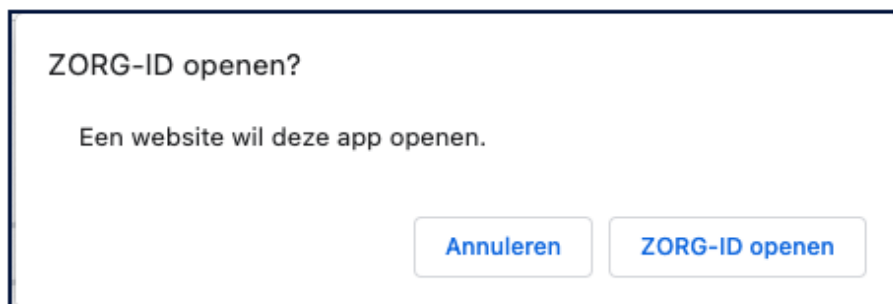 ZORG-ID openen?
Een website wil deze app openen.
Annuleren
ZORG-ID openen